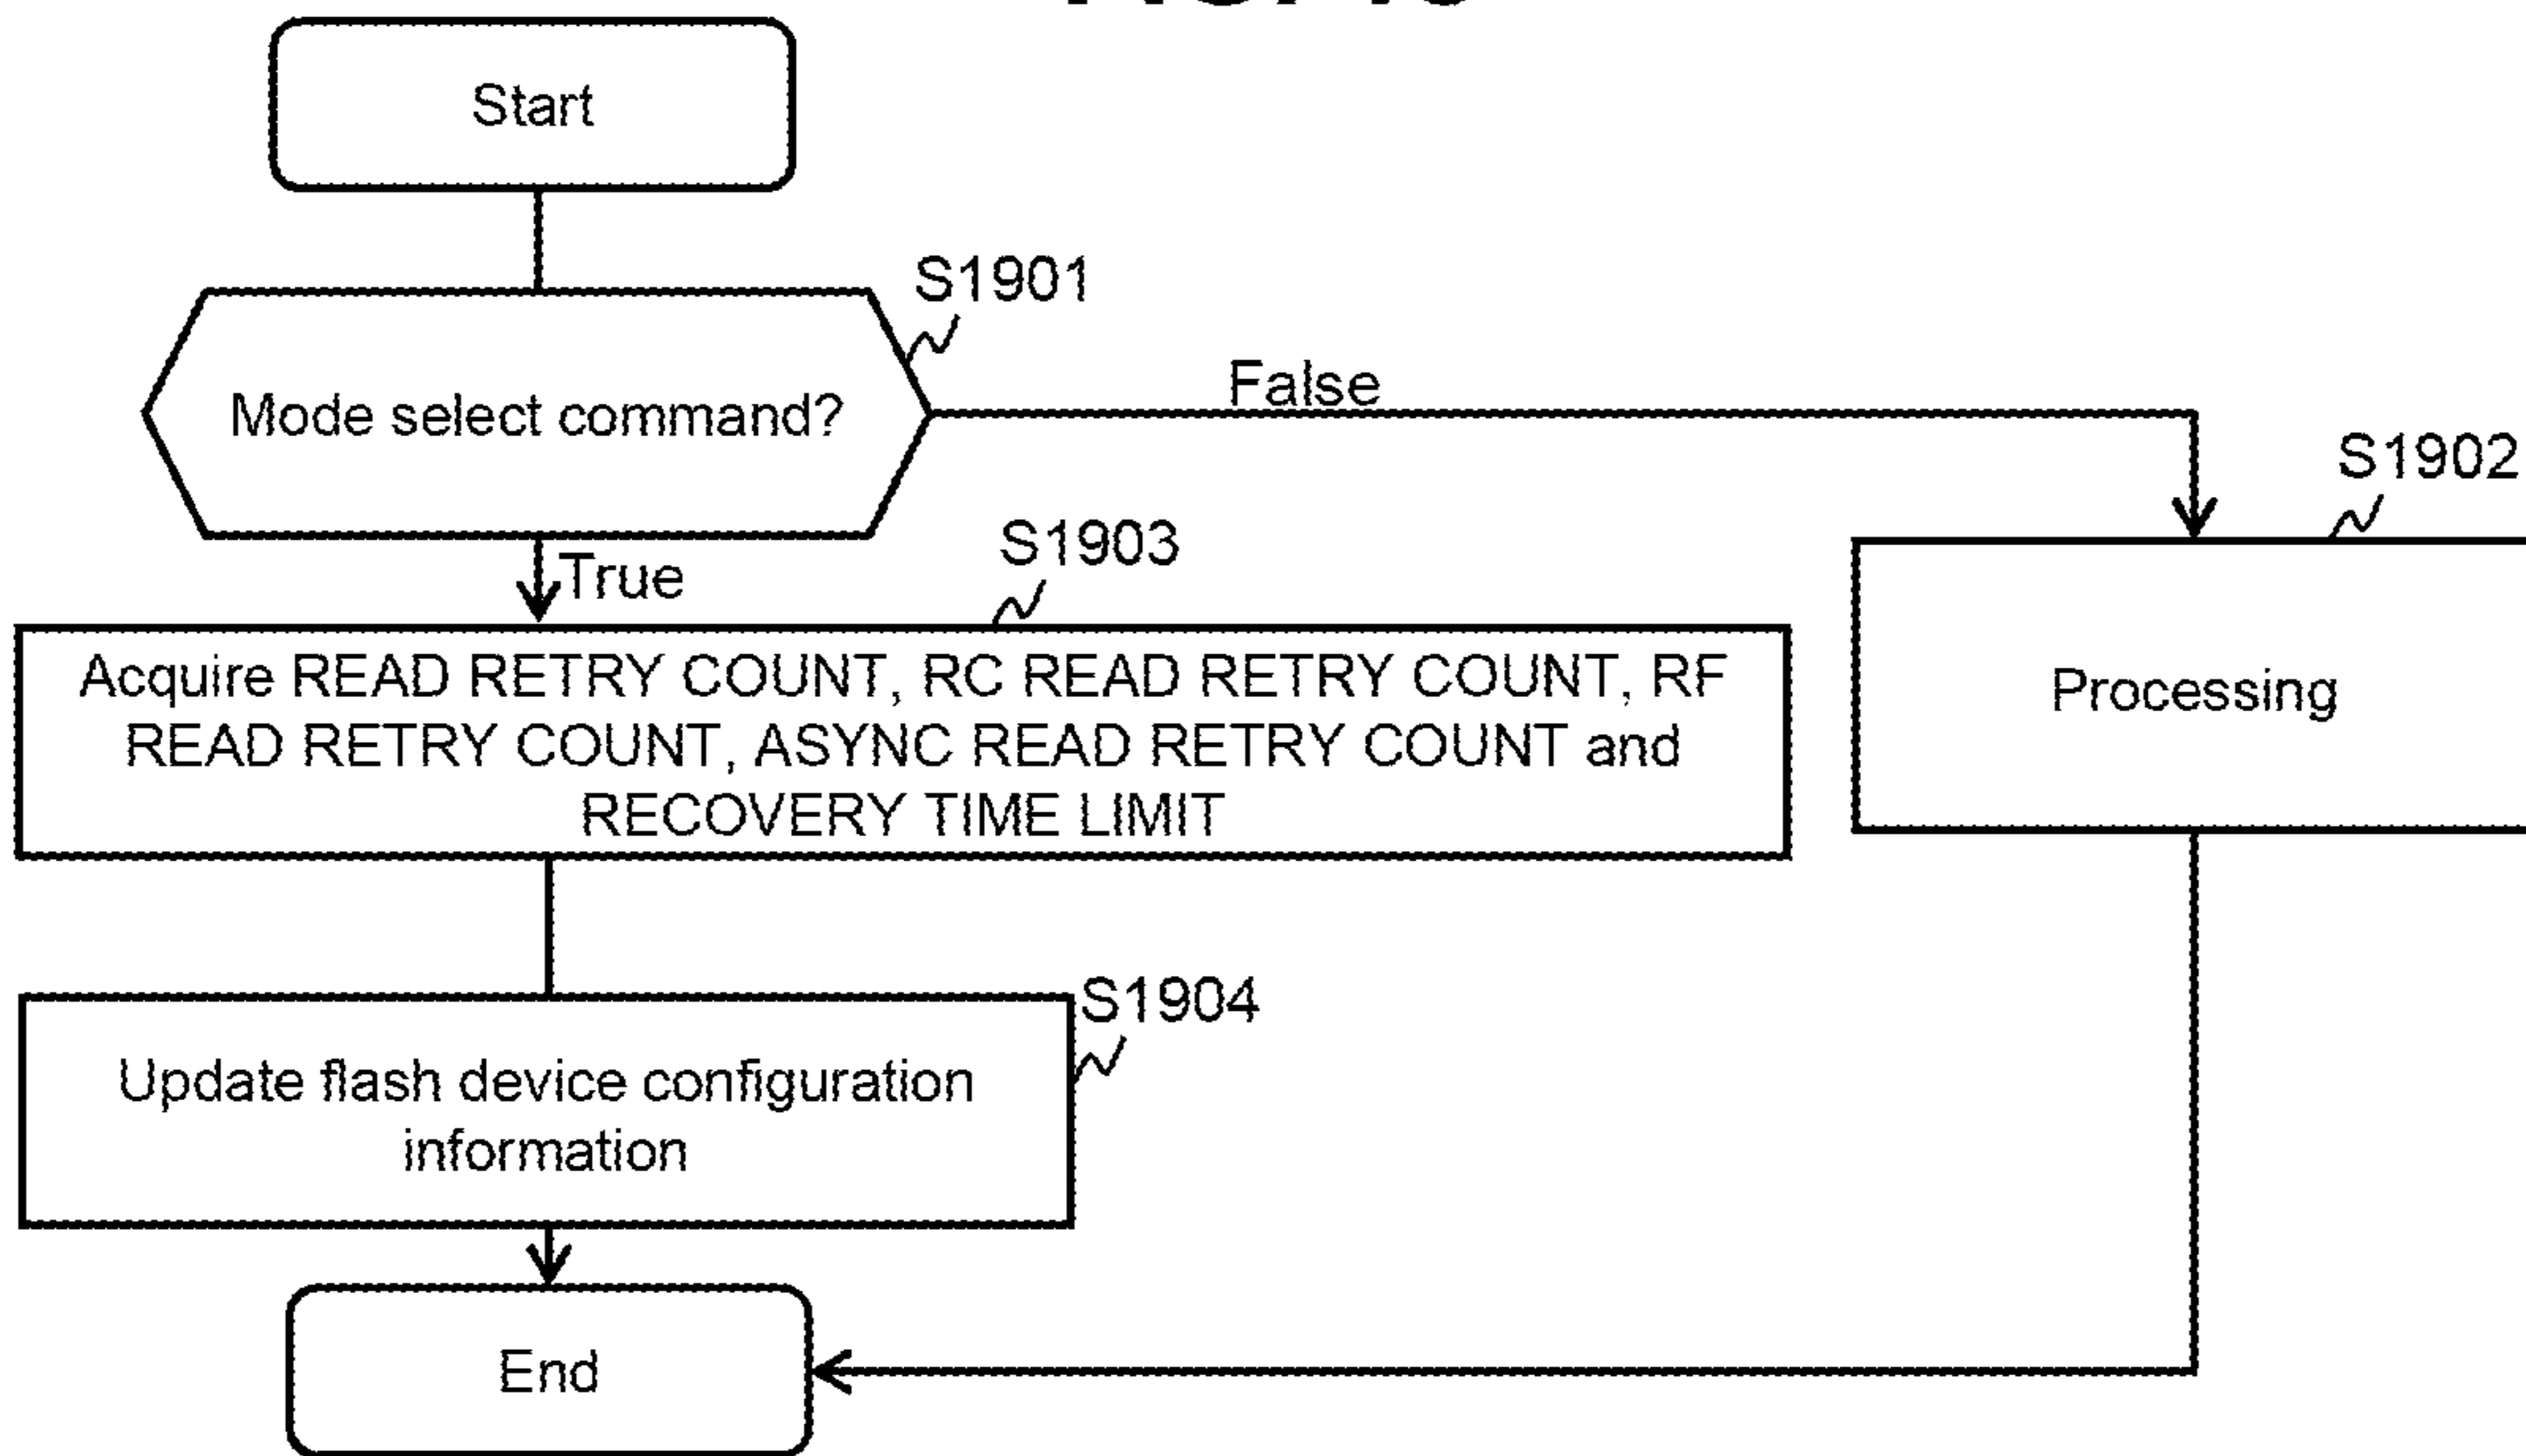 Start
S1901
Mode select command?
False
S1902
True
S1903
Processing
Acquire READ RETRY COUNT, RC READ RETRY COUNT, RF
READ RETRY COUNT, ASYNC READ RETRY COUNT and
RECOVERY TIME LIMIT
S1904
Update flash device configuration
information
End